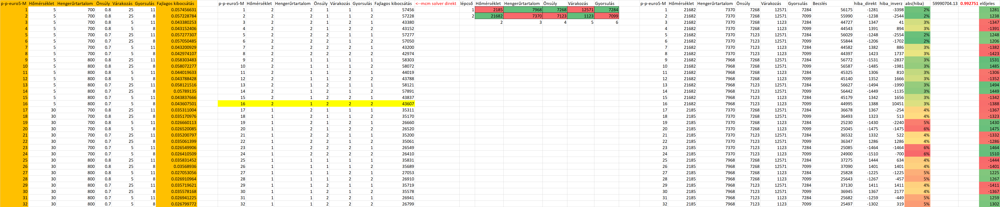 p-p-euro5-M Hőmérséklet Hengerűrtartalom Önsúly Várakozás Gyorsulás Fajlagos kibocsátás p-p-euro5-M Hőmérséklet Hengerűrtartalom Önsúly Várakozás Gyorsulás Fajlagos kibocsátás <--mcm solver direkt lépcső Hőmérséklet Hengerűrtartalom Önsúly Várakozás Gyorsulás p-p-euro5-M Hőmérséklet Hengerűrtartalom Önsúly Várakozás Gyorsulás Becslés hiba_direkt hiba_inverz abs(hiba) 59990704.13 0.992751 előjeles
1 5 700 0.8 25 11 0.057456631 1 2 2 1 1 1 57456 1 2185 7968 7268 12571 7284 1 21682 7370 7268 12571 7284 56175 -1281 -3398 2% 1281
2 5 700 0.8 25 8 0.057228784 2 2 2 1 1 2 57228 2 21682 7370 7123 1123 7099 2 21682 7370 7268 12571 7099 55990 -1238 -2544 2% 1238
3 5 700 0.8 5 11 0.043380253 3 2 2 1 2 1 43380 2 3 4 5 6 3 21682 7370 7268 1123 7284 44727 1347 41 3% -1347
4 5 700 0.8 5 8 0.043152406 4 2 2 1 2 2 43152 4 21682 7370 7268 1123 7099 44543 1391 894 3% -1391
5 5 700 0.7 25 11 0.057277307 5 2 2 2 1 1 57277 5 21682 7370 7123 12571 7284 56029 -1248 -2554 2% 1248
6 5 700 0.7 25 8 0.057050485 6 2 2 2 1 2 57050 6 21682 7370 7123 12571 7099 55844 -1206 -1702 2% 1206
7 5 700 0.7 5 11 0.043200929 7 2 2 2 2 1 43200 7 21682 7370 7123 1123 7284 44582 1382 886 3% -1382
8 5 700 0.7 5 8 0.042974107 8 2 2 2 2 2 42974 8 21682 7370 7123 1123 7099 44397 1423 1737 3% -1423
9 5 800 0.8 25 11 0.058303483 9 2 1 1 1 1 58303 9 21682 7968 7268 12571 7284 56772 -1531 -2837 3% 1531
10 5 800 0.8 25 8 0.058072277 10 2 1 1 1 2 58072 10 21682 7968 7268 12571 7099 56587 -1485 -1981 3% 1485
11 5 800 0.8 5 11 0.044019633 11 2 1 1 2 1 44019 11 21682 7968 7268 1123 7284 45325 1306 810 3% -1306
12 5 800 0.8 5 8 0.043788428 12 2 1 1 2 2 43788 12 21682 7968 7268 1123 7099 45140 1352 1666 3% -1352
13 5 800 0.7 25 11 0.058121516 13 2 1 2 1 1 58121 13 21682 7968 7123 12571 7284 56627 -1494 -1990 3% 1494
14 5 800 0.7 25 8 0.05789135 14 2 1 2 1 2 57891 14 21682 7968 7123 12571 7099 56442 -1449 -1135 3% 1449
15 5 800 0.7 5 11 0.043837666 15 2 1 2 2 1 43837 15 21682 7968 7123 1123 7284 45179 1342 1656 3% -1342
16 5 800 0.7 5 8 0.043607501 16 2 1 2 2 2 43607 16 21682 7968 7123 1123 7099 44995 1388 10451 3% -1388
17 30 700 0.8 25 11 0.035311004 17 1 2 1 1 1 35311 17 2185 7370 7268 12571 7284 36678 1367 -254 4% -1367
18 30 700 0.8 25 8 0.035170976 18 1 2 1 1 2 35170 18 2185 7370 7268 12571 7099 36493 1323 513 4% -1323
19 30 700 0.8 5 11 0.026660113 19 1 2 1 2 1 26660 19 2185 7370 7268 1123 7284 25230 -1430 -2240 5% 1430
20 30 700 0.8 5 8 0.026520085 20 1 2 1 2 2 26520 20 2185 7370 7268 1123 7099 25045 -1475 -1475 6% 1475
21 30 700 0.7 25 11 0.035200797 21 1 2 2 1 1 35200 21 2185 7370 7123 12571 7284 36532 1332 522 4% -1332
22 30 700 0.7 25 8 0.035061399 22 1 2 2 1 2 35061 22 2185 7370 7123 12571 7099 36347 1286 1286 4% -1286
23 30 700 0.7 5 11 0.026549906 23 1 2 2 2 1 26549 23 2185 7370 7123 1123 7284 25085 -1464 -1464 6% 1464
24 30 700 0.7 5 8 0.026410509 24 1 2 2 2 2 26410 24 2185 7370 7123 1123 7099 24900 -1510 -700 6% 1510
25 30 800 0.8 25 11 0.035831452 25 1 1 1 1 1 35831 25 2185 7968 7268 12571 7284 37275 1444 634 4% -1444
26 30 800 0.8 25 8 0.03568936 26 1 1 1 1 2 35689 26 2185 7968 7268 12571 7099 37090 1401 1401 4% -1401
27 30 800 0.8 5 11 0.027053056 27 1 1 1 2 1 27053 27 2185 7968 7268 1123 7284 25828 -1225 -1225 5% 1225
28 30 800 0.8 5 8 0.026910964 28 1 1 1 2 2 26910 28 2185 7968 7268 1123 7099 25643 -1267 -457 5% 1267
29 30 800 0.7 25 11 0.035719621 29 1 1 2 1 1 35719 29 2185 7968 7123 12571 7284 37130 1411 1411 4% -1411
30 30 800 0.7 25 8 0.035578168 30 1 1 2 1 2 35578 30 2185 7968 7123 12571 7099 36945 1367 2177 4% -1367
31 30 800 0.7 5 11 0.026941225 31 1 1 2 2 1 26941 31 2185 7968 7123 1123 7284 25682 -1259 -449 5% 1259
32 30 800 0.7 5 8 0.026799772 32 1 1 2 2 2 26799 32 2185 7968 7123 1123 7099 25497 -1302 319 5% 1302